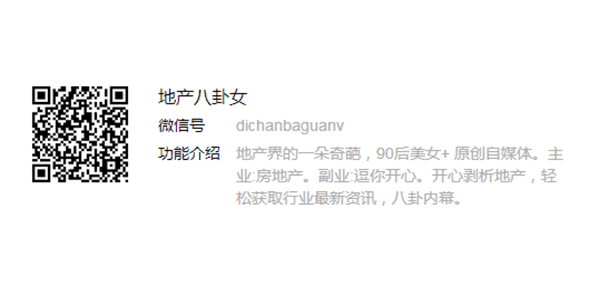 地产八卦女
微信号 dichanbaguanv
功能介绍 地产界的一朵奇葩，90后美女+ 原创自媒体。主
业:房地产。副业:逗你开心。开心剥析地产，轻
松获取行业最新资讯，八卦内幕。